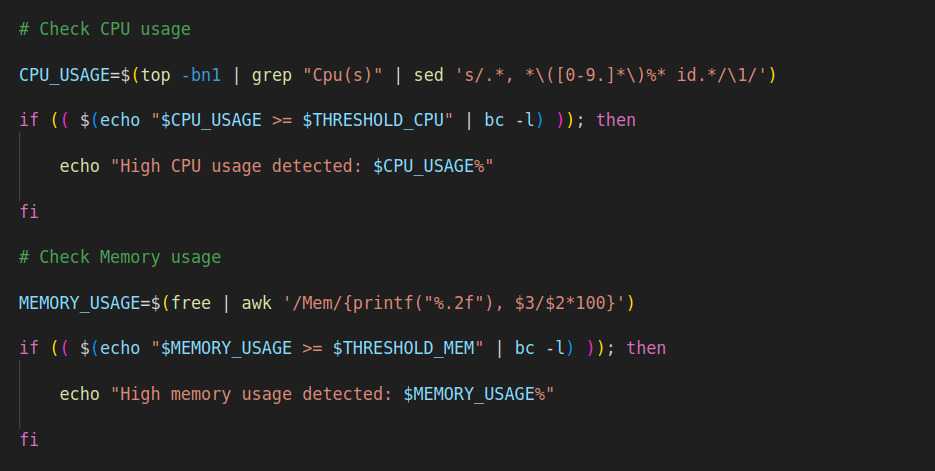 # Check CPU usage
CPU_USAGE=$(top -bn1 | grep "Cpu(s)" | sed 's/.*, *\([0-9.]*\)%* id.*/\1/')
if (( $(echo "$CPU_USAGE >= $THRESHOLD_CPU" | bc -l) )); then
    echo "High CPU usage detected: $CPU_USAGE%"
fi
# Check Memory usage
MEMORY_USAGE=$(free | awk '/Mem/{printf("%.2f"), $3/$2*100}')
if (( $(echo "$MEMORY_USAGE >= $THRESHOLD_MEM" | bc -l) )); then
    echo "High memory usage detected: $MEMORY_USAGE%"
fi